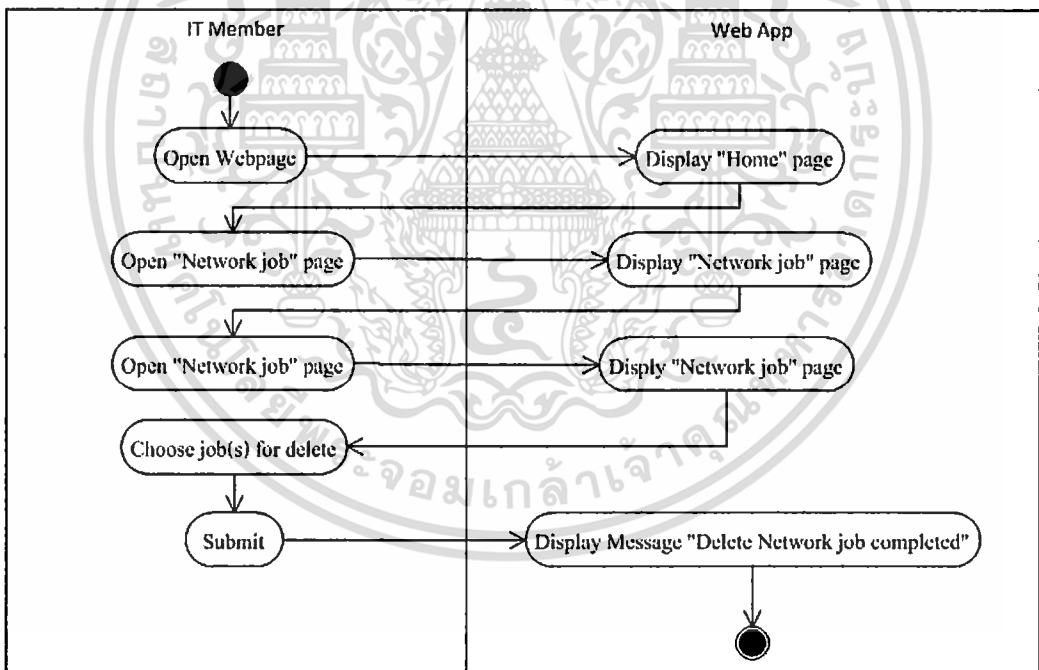 IT Member
Web App
Open Webpage
Display "Home" page
Open "Network job" page
Display "Network job" page
Open "Network job" page
Disply "Network job" page
Choose job(s) for delete
Submit
Display Message "Delete Network job completed"